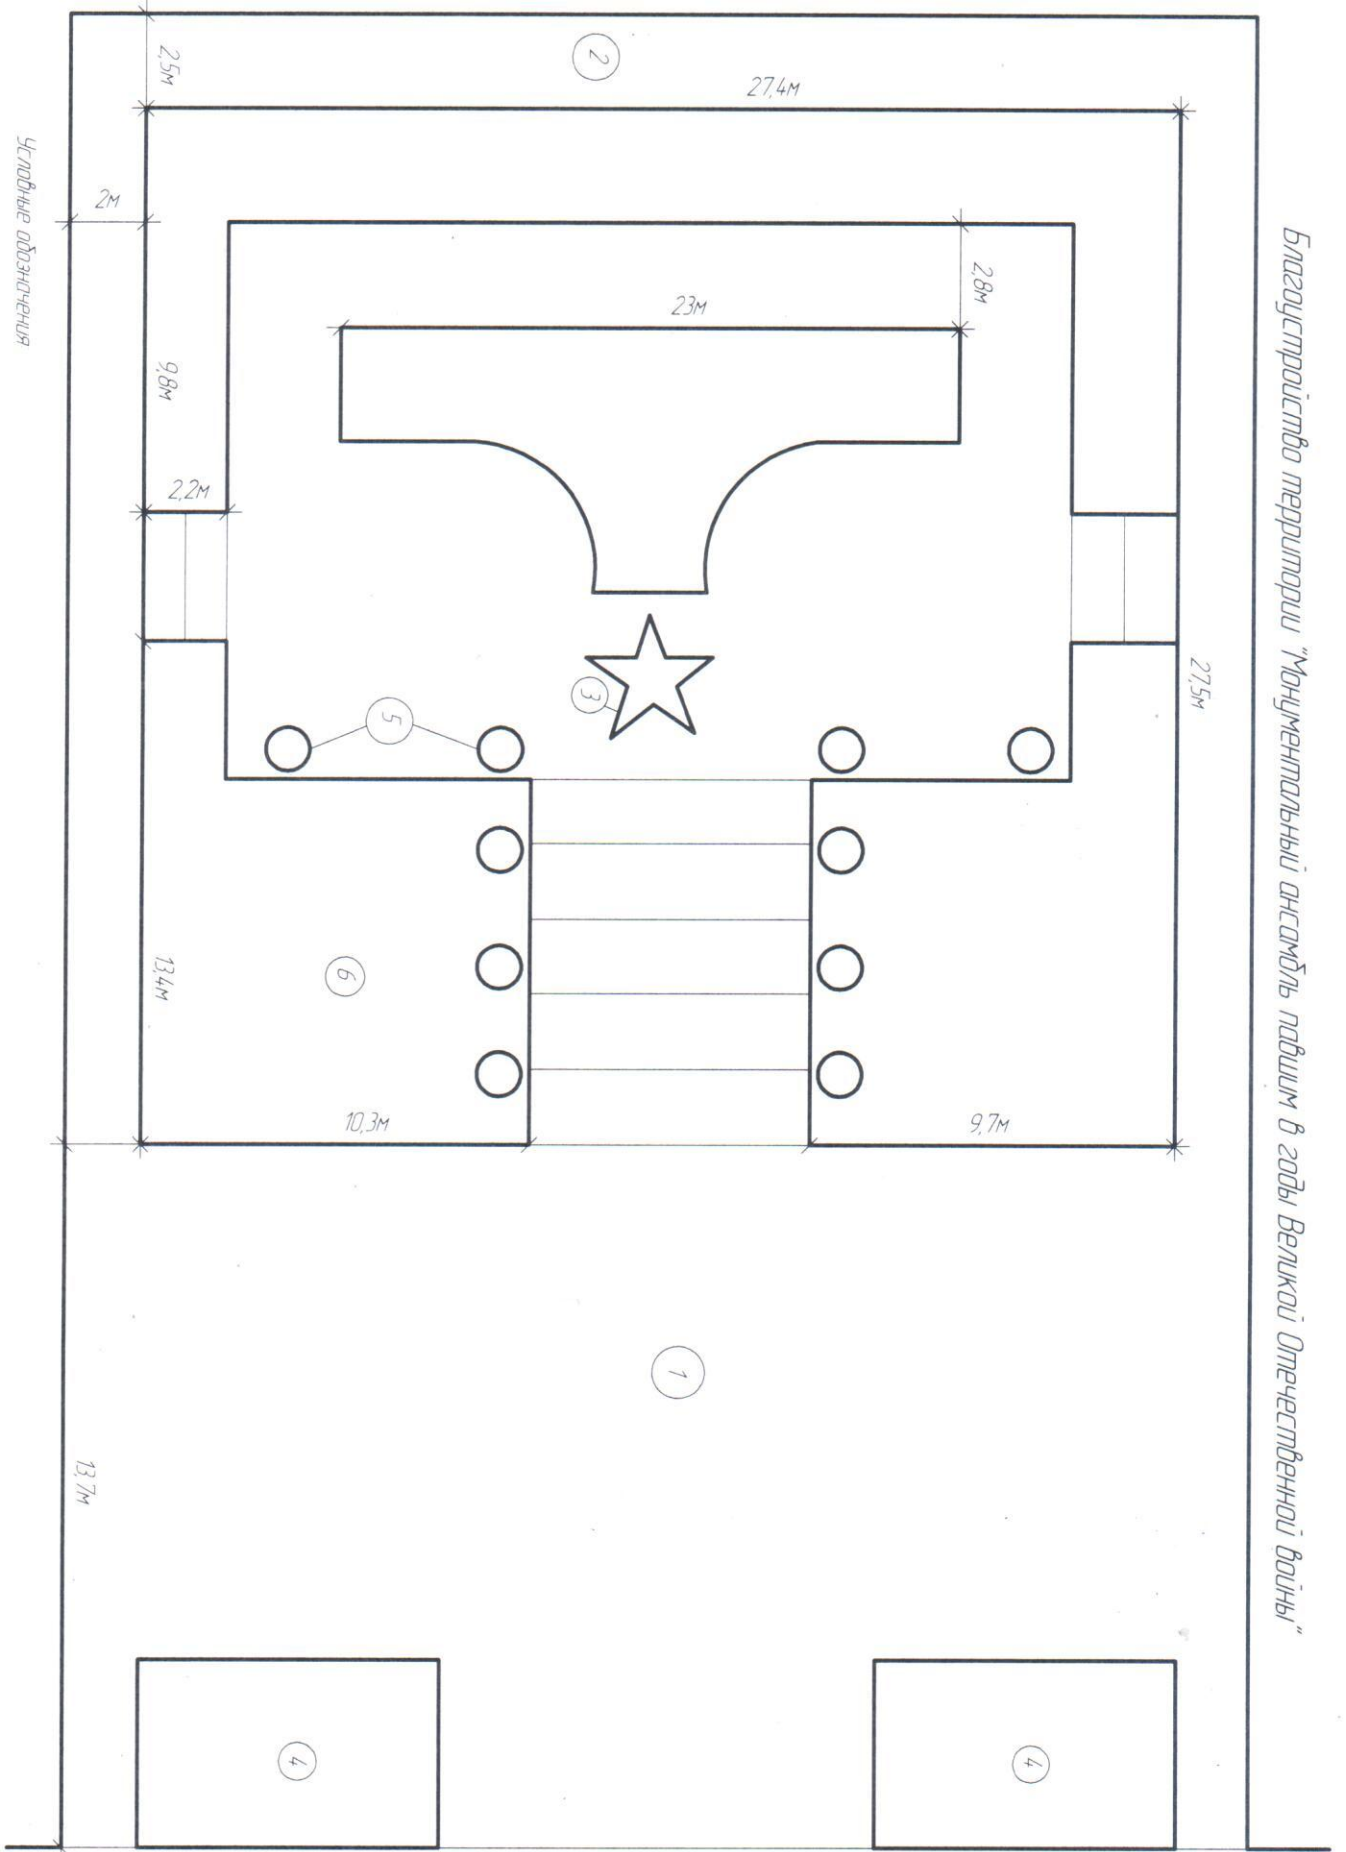 Благоустройство территории "Монументальный ансамбль павшим в годы Великой Отечественной войны"
2
2,5м
27,4м
2м
2,8м
23м
9,8м
2,2м
27,5м
3
5
6
13,4м
10,3м
9,7м
1
13,7м
4
4
Условные обозначения